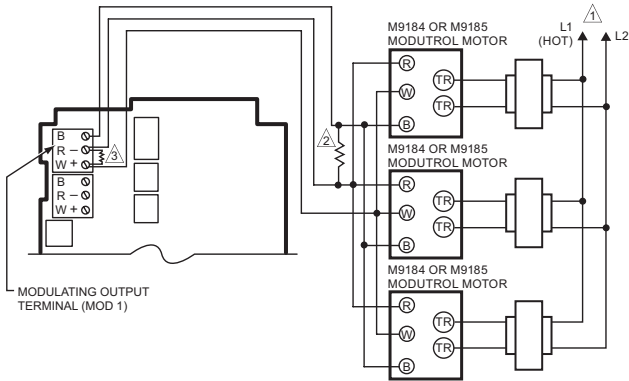 M9184 OR M9185
MODUTROL MOTOR
1
L1
(HOT)
L2
R
W
B
TR
TR
B
R –
W +
3
2
B
R –
W +
M9184 OR M9185
MODUTROL MOTOR
R
W
B
TR
TR
MODULATING OUTPUT
TERMINAL (MOD 1)
M9184 OR M9185
MODUTROL MOTOR
R
W
B
TR
TR